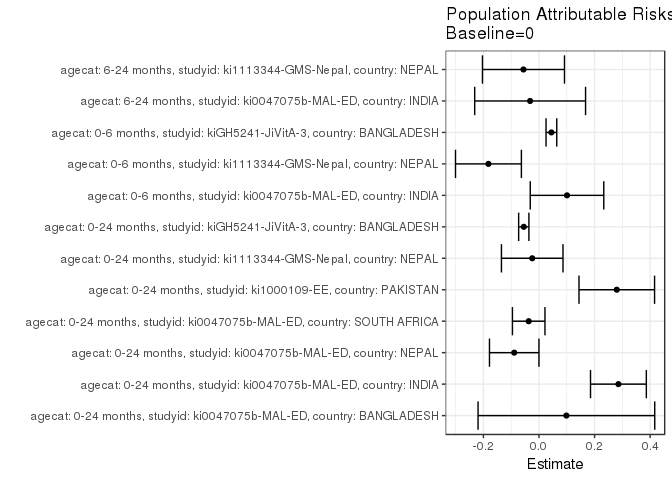 Population Attributable Risks
Baseline=0
agecat: 6-24 months, studyid: ki1113344-GMS-Nepal, country: NEPAL
agecat: 6-24 months, studyid: ki0047075b-MAL-ED, country: INDIA
agecat: 0-6 months, studyid: kiGH5241-JiVitA-3, country: BANGLADESH
agecat: 0-6 months, studyid: ki1113344-GMS-Nepal, country: NEPAL
agecat: 0-6 months, studyid: ki0047075b-MAL-ED, country: INDIA
agecat: 0-24 months, studyid: kiGH5241-JiVitA-3, country: BANGLADESH
agecat: 0-24 months, studyid: ki1113344-GMS-Nepal, country: NEPAL
agecat: 0-24 months, studyid: ki1000109-EE, country: PAKISTAN
agecat: 0-24 months, studyid: ki0047075b-MAL-ED, country: SOUTH AFRICA
agecat: 0-24 months, studyid: ki0047075b-MAL-ED, country: NEPAL
agecat: 0-24 months, studyid: ki0047075b-MAL-ED, country: INDIA
agecat: 0-24 months, studyid: ki0047075b-MAL-ED, country: BANGLADESH
-0.2 0.0 0.2 0.4
Estimate